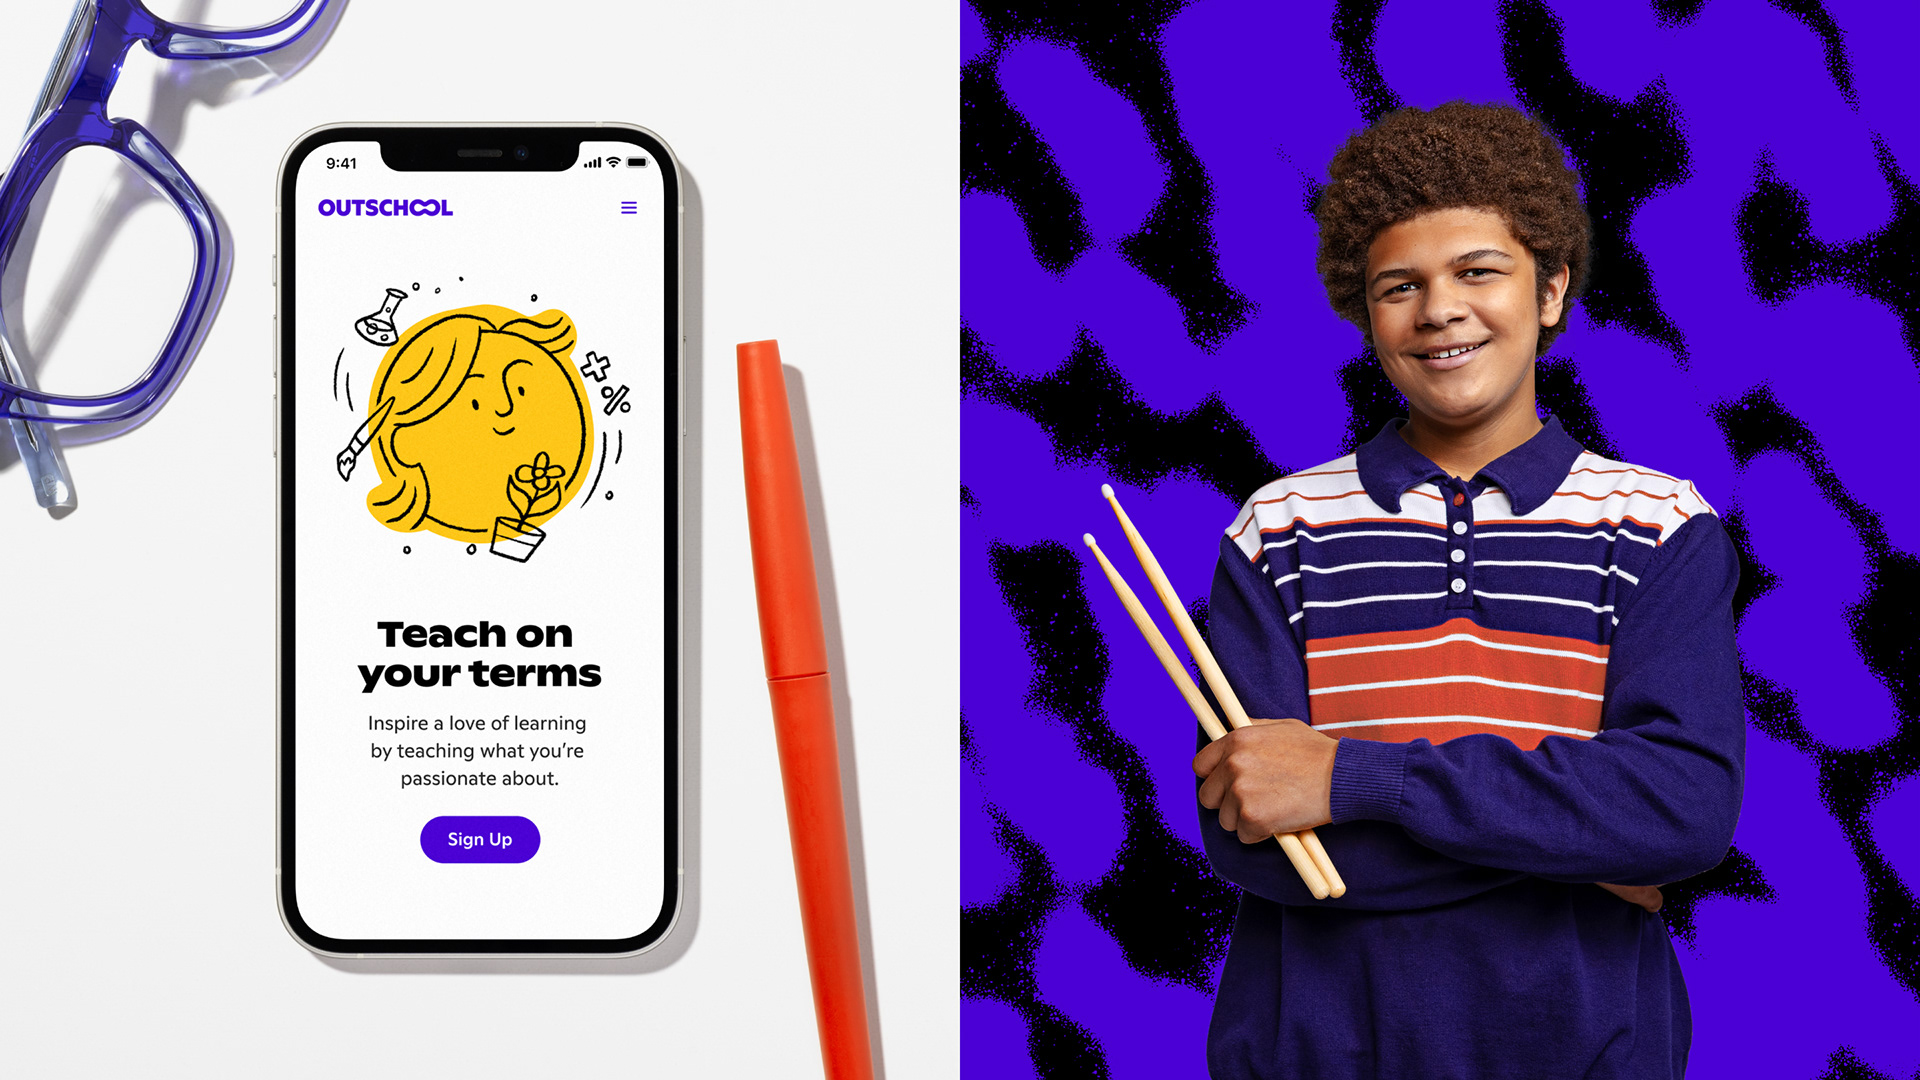 9:41
OUTSCHOOL
Teach on
your terms
Inspire a love of learning
by teaching what you’re
passionate about.
Sign Up